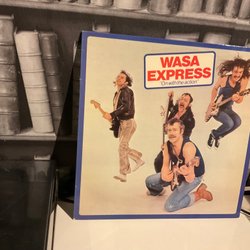 WASA
EXPRESS
"On with the action"